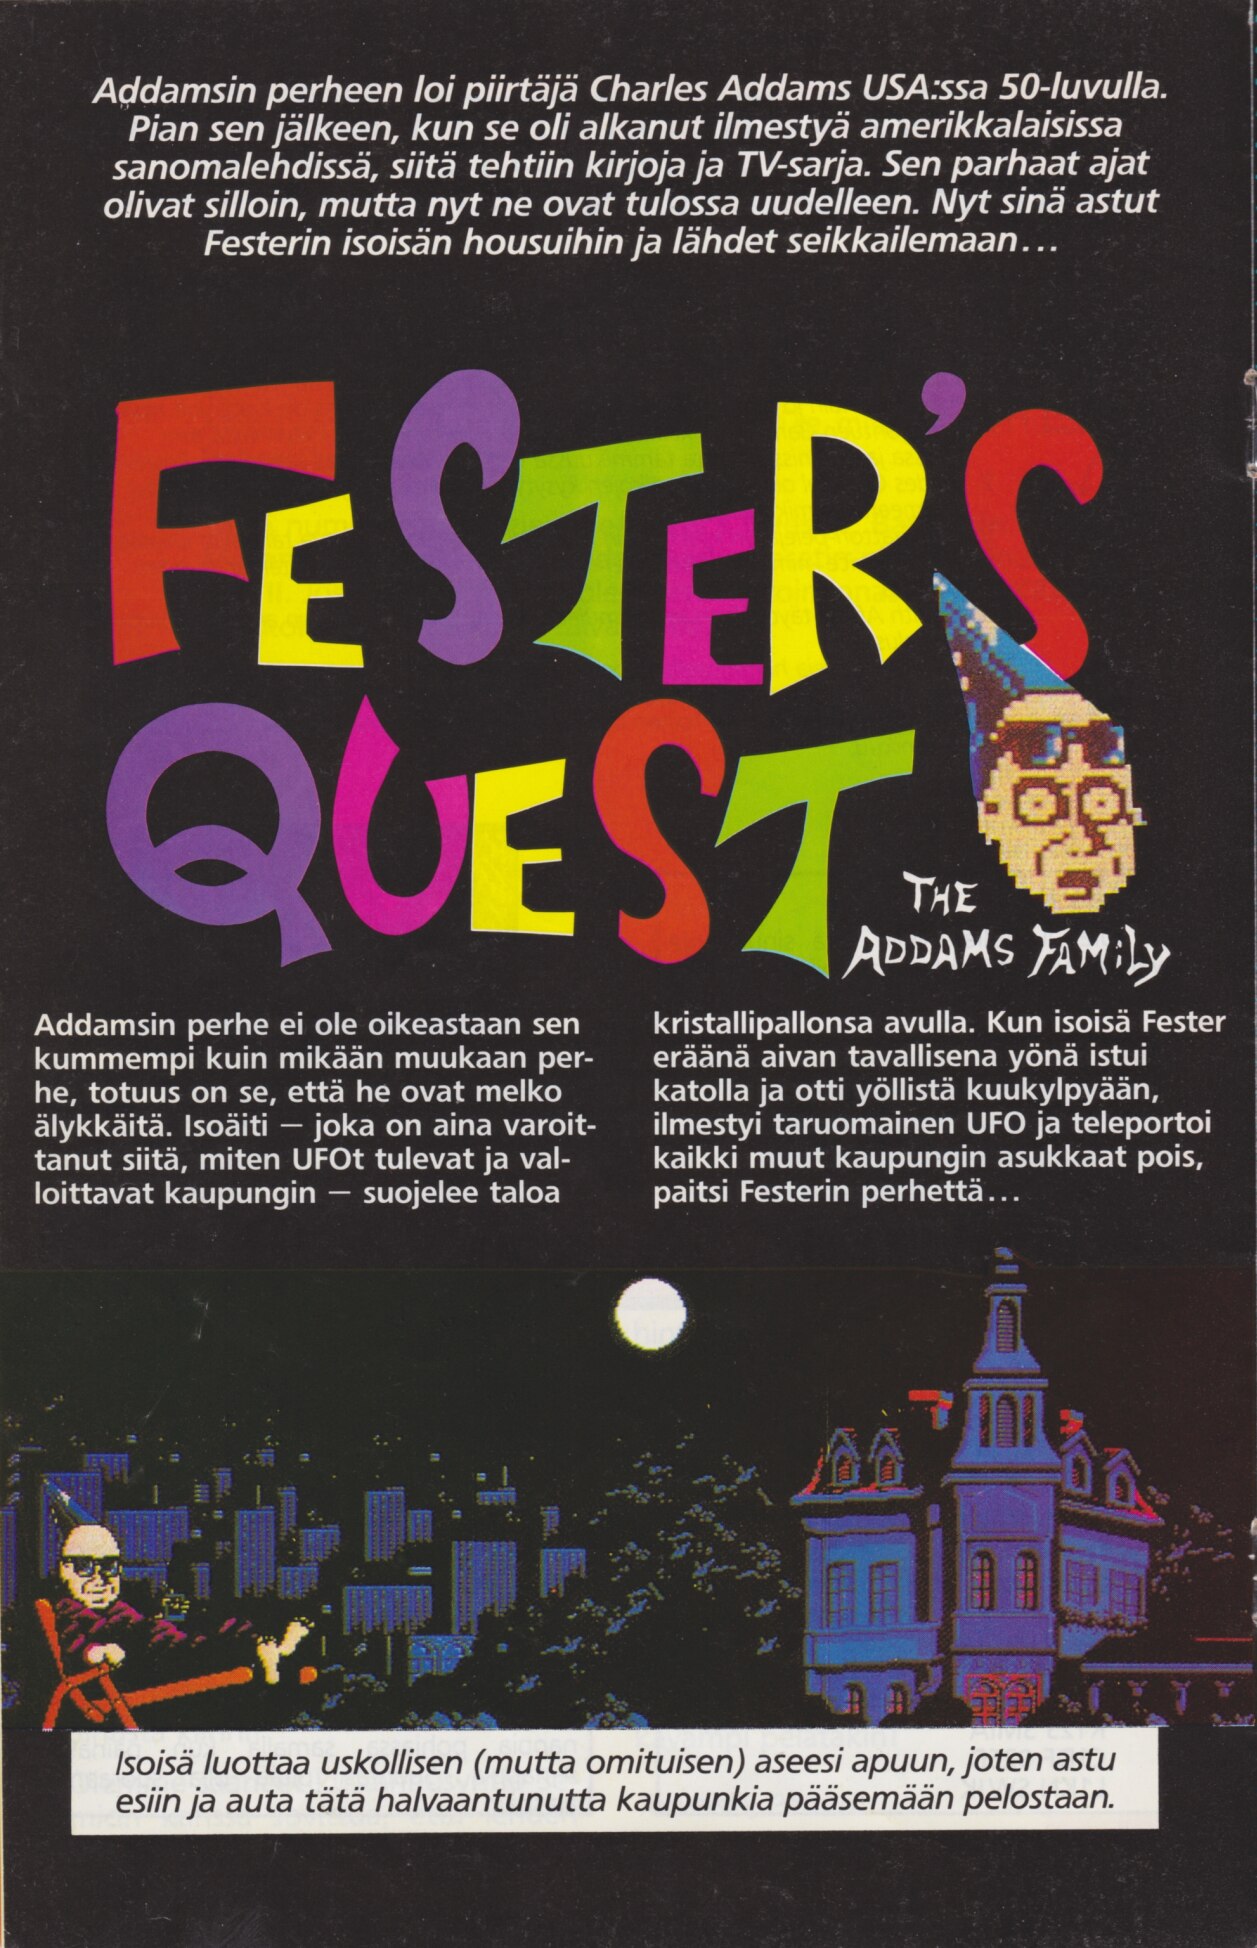 Addamsin perheen loi piirtäjä Charles Addams USA:ssa 50-luvulla.
Pian sen jälkeen, kun se oli alkanut ilmestyä amerikkalaisissa
sanomalehdissä, siitä tehtiin kirjoja ja TV-sarja. Sen parhaat ajat
olivat silloin, mutta nyt ne ovat tulossa uudelleen. Nyt sinä astut
Festerin isoisän housuihin ja lähdet seikkailemaan...
FESTER'S
QUEST
THE
ADDAMS FAMiLY
Addamsin perhe ei ole oikeastaan sen
kummempi kuin mikään muukaan per-
he, totuus on se, että he ovat melko
älykkäitä. Isoäiti — joka on aina varoit-
tanut siitä, miten UFOt tulevat ja val-
loittavat kaupungin — suojelee taloa
kristallipallonsa avulla. Kun isoisä Fester
eräänä aivan tavallisena yönä istui
katolla ja otti yöllistä kuukylpyään,
ilmestyi taruomainen UFO ja teleportoi
kaikki muut kaupungin asukkaat pois,
paitsi Festerin perhettä...
Isoisä luottaa uskollisen (mutta omituisen) aseesi apuun, joten astu
esiin ja auta tätä halvaantunutta kaupunkia pääsemään pelostaan.